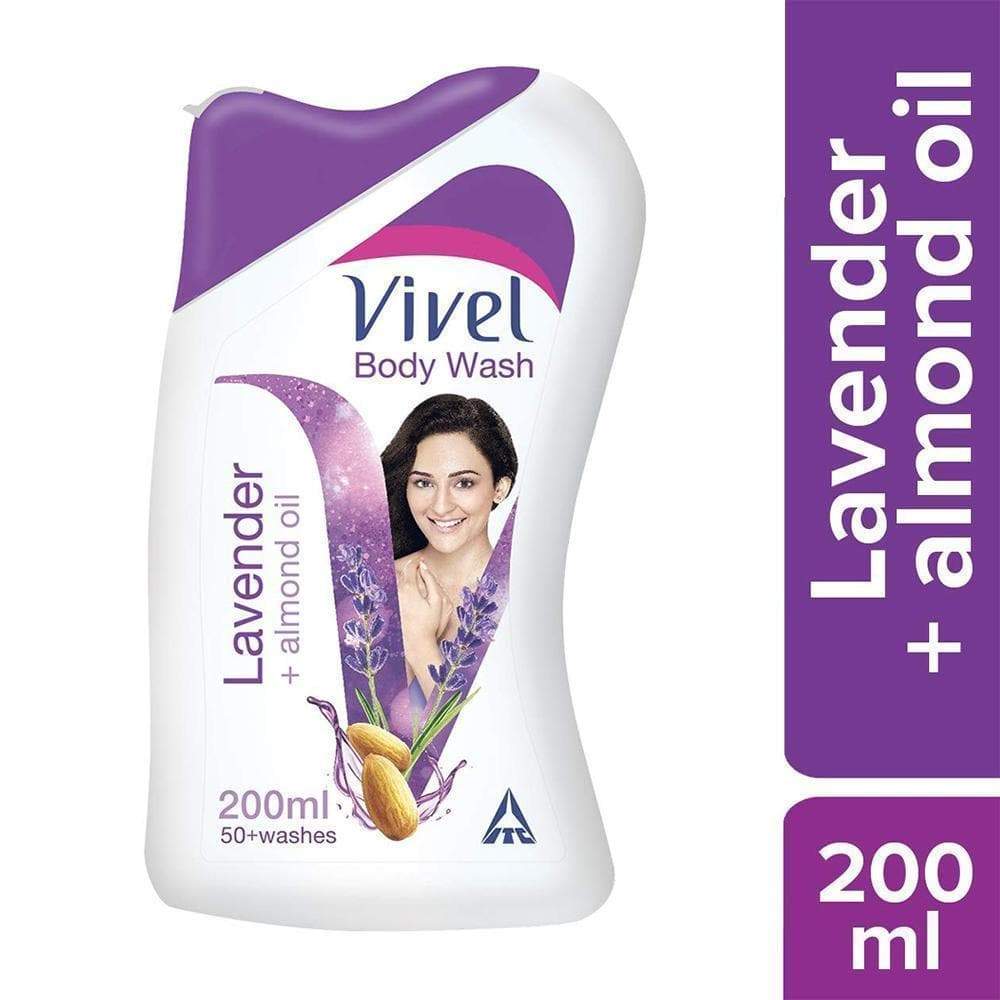 Vivel
Body Wash
Lavender
+ almond oil
200ml
50+washes
ITC
Lavender
+ almond oil
200
ml